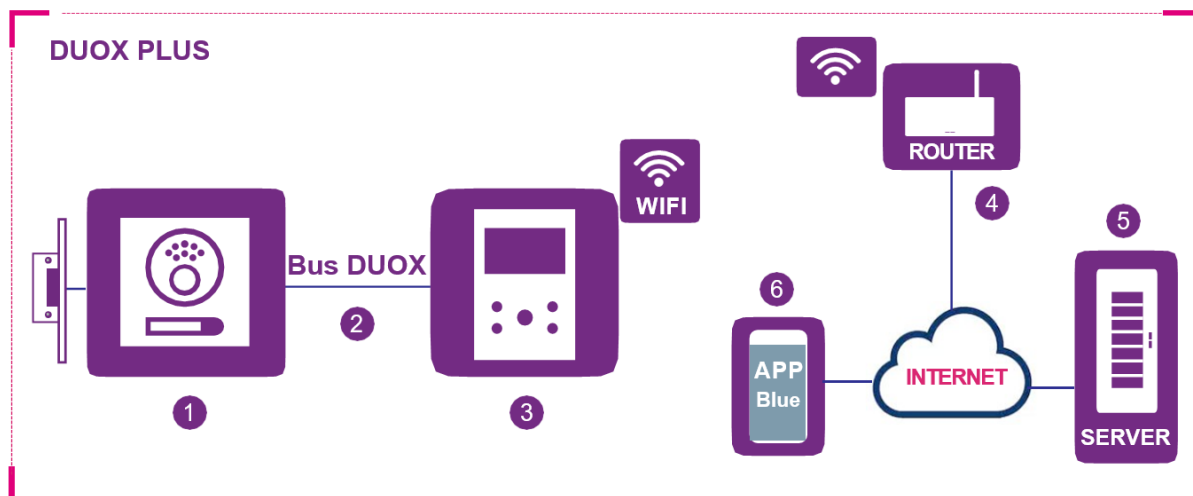 DUOX PLUS
ROUTER
WIFI
4
5
Bus DUOX
6
2
APP
Blue
INTERNET
1
3
SERVER